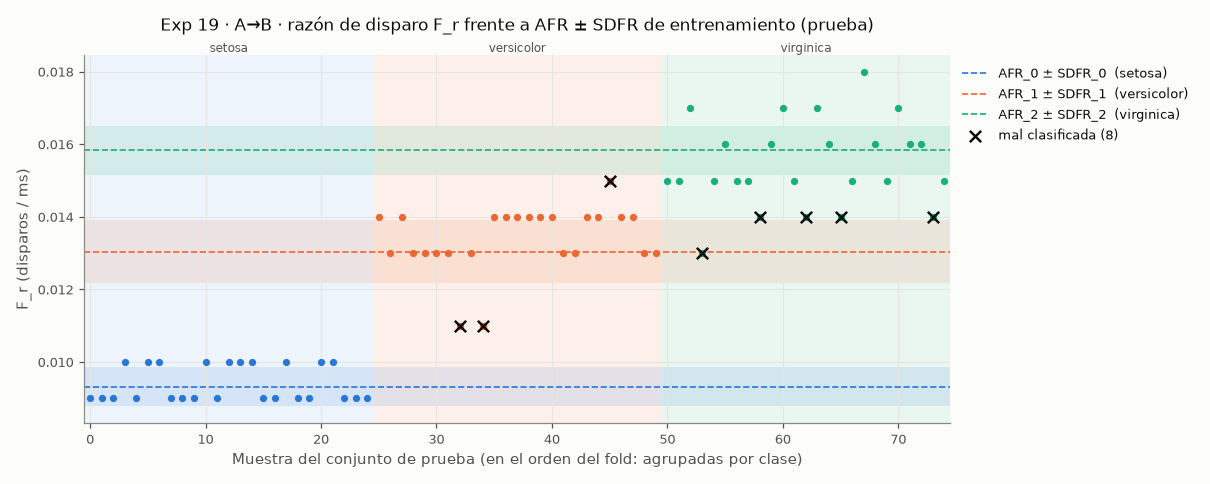 Exp 19 · A→B · razón de disparo F_r frente a AFR ± SDFR de entrenamiento (prueba)
setosa
versicolor
virginica
0.018
0.016
0.014
0.012
0.010
F_r (disparos / ms)
0
10
20
30
40
50
60
70
Muestra del conjunto de prueba (en el orden del fold: agrupadas por clase)
AFR_0 ± SDFR_0 (setosa)
AFR_1 ± SDFR_1 (versicolor)
AFR_2 ± SDFR_2 (virginica)
mal clasificada (8)